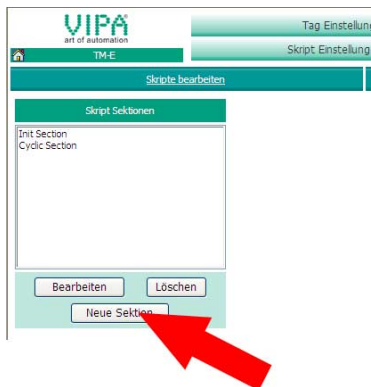 VIPA
art of automation
TM-E
Tag Einstellung
Skript Einstellung
Skripte bearbeiten
Skript Sektionen
Init Section
Cyclic Section
Bearbeiten
Löschen
Neue Sektion